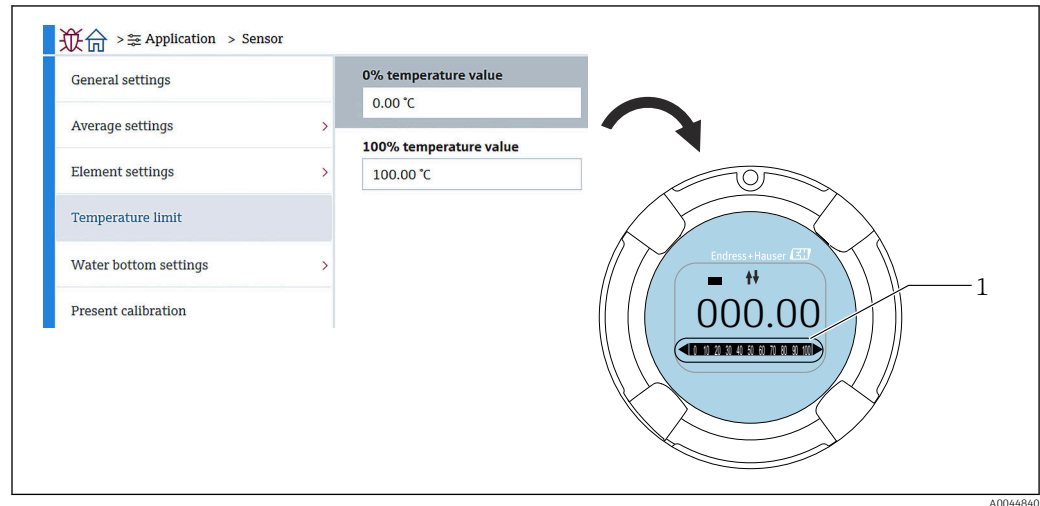 > Application > Sensor
General settings
Average settings >
Element settings >
Temperature limit
Water bottom settings >
Present calibration
0% temperature value
0.00 °C
100% temperature value
100.00 °C
Endress+Hauser EH
000.00
0 10 20 30 40 50 60 70 80 90 100
1
A0044840